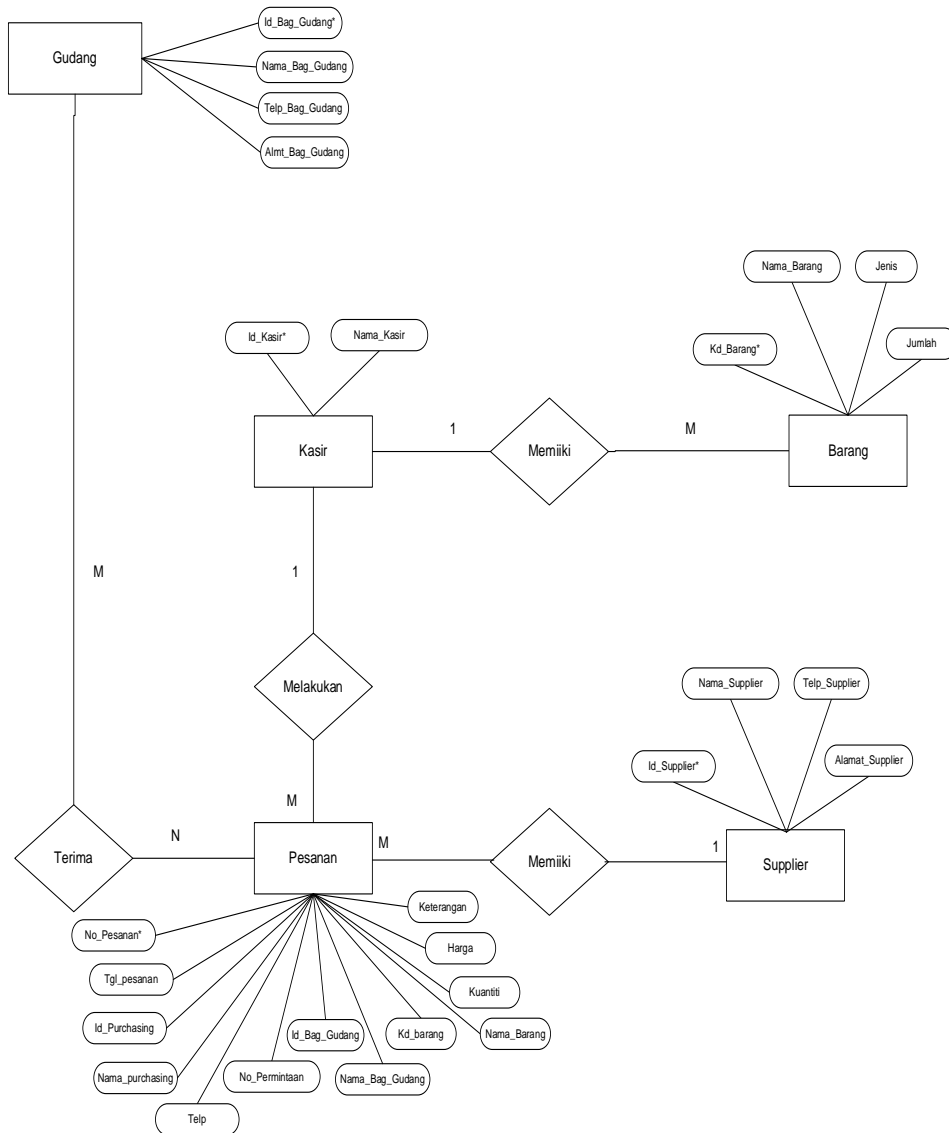 Id_Bag_Gudang*
Gudang
Nama_Bag_Gudang
Telp_Bag_Gudang
Almt_Bag_Gudang
Nama_Barang
Jenis
Id_Kasir*
Nama_Kasir
Kd_Barang*
Jumlah
1
M
Kasir
Memiiki
Barang
M
1
Melakukan
Nama_Supplier
Telp_Supplier
Id_Supplier*
Alamat_Supplier
M
N
M
1
Terima
Pesanan
Memiiki
Supplier
Keterangan
No_Pesanan*
Harga
Tgl_pesanan
Kuantiti
Id_Purchasing
Id_Bag_Gudang
Kd_barang
Nama_Barang
Nama_purchasing
No_Permintaan
Nama_Bag_Gudang
Telp